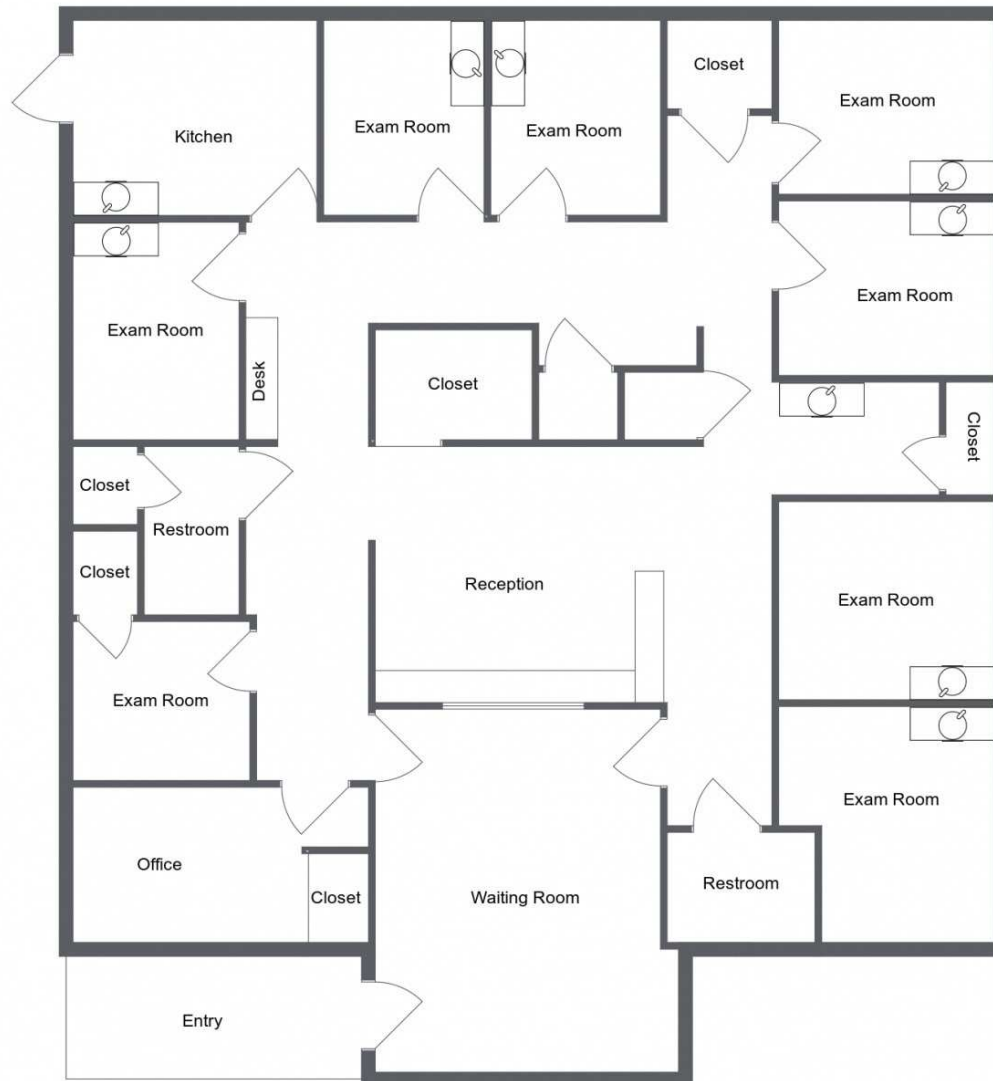 Closet
Exam Room
Exam Room
Exam Room
Kitchen
Exam Room
Exam Room
Desk
Closet
Closet
Closet
Restroom
Closet
Reception
Exam Room
Exam Room
Exam Room
Office
Closet
Waiting Room
Restroom
Entry